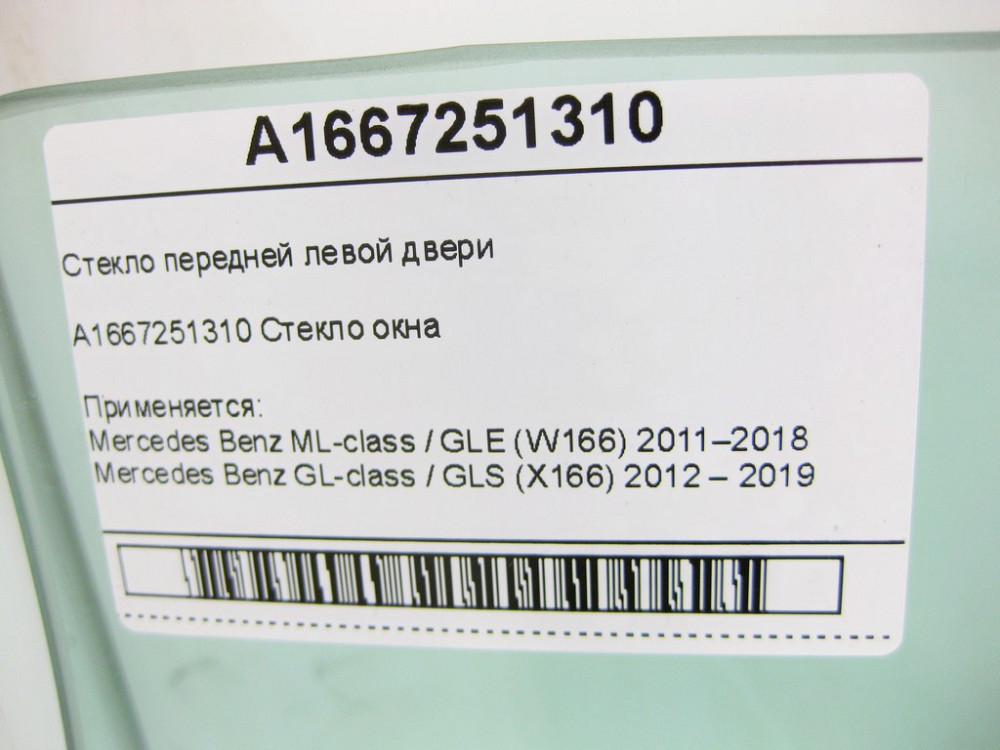 A1667251310
Стекло передней левой двери
A1667251310 Стекло окна
Применяется:
Mercedes Benz ML-class / GLE (W166) 2011–2018
Mercedes Benz GL-class / GLS (X166) 2012 – 2019